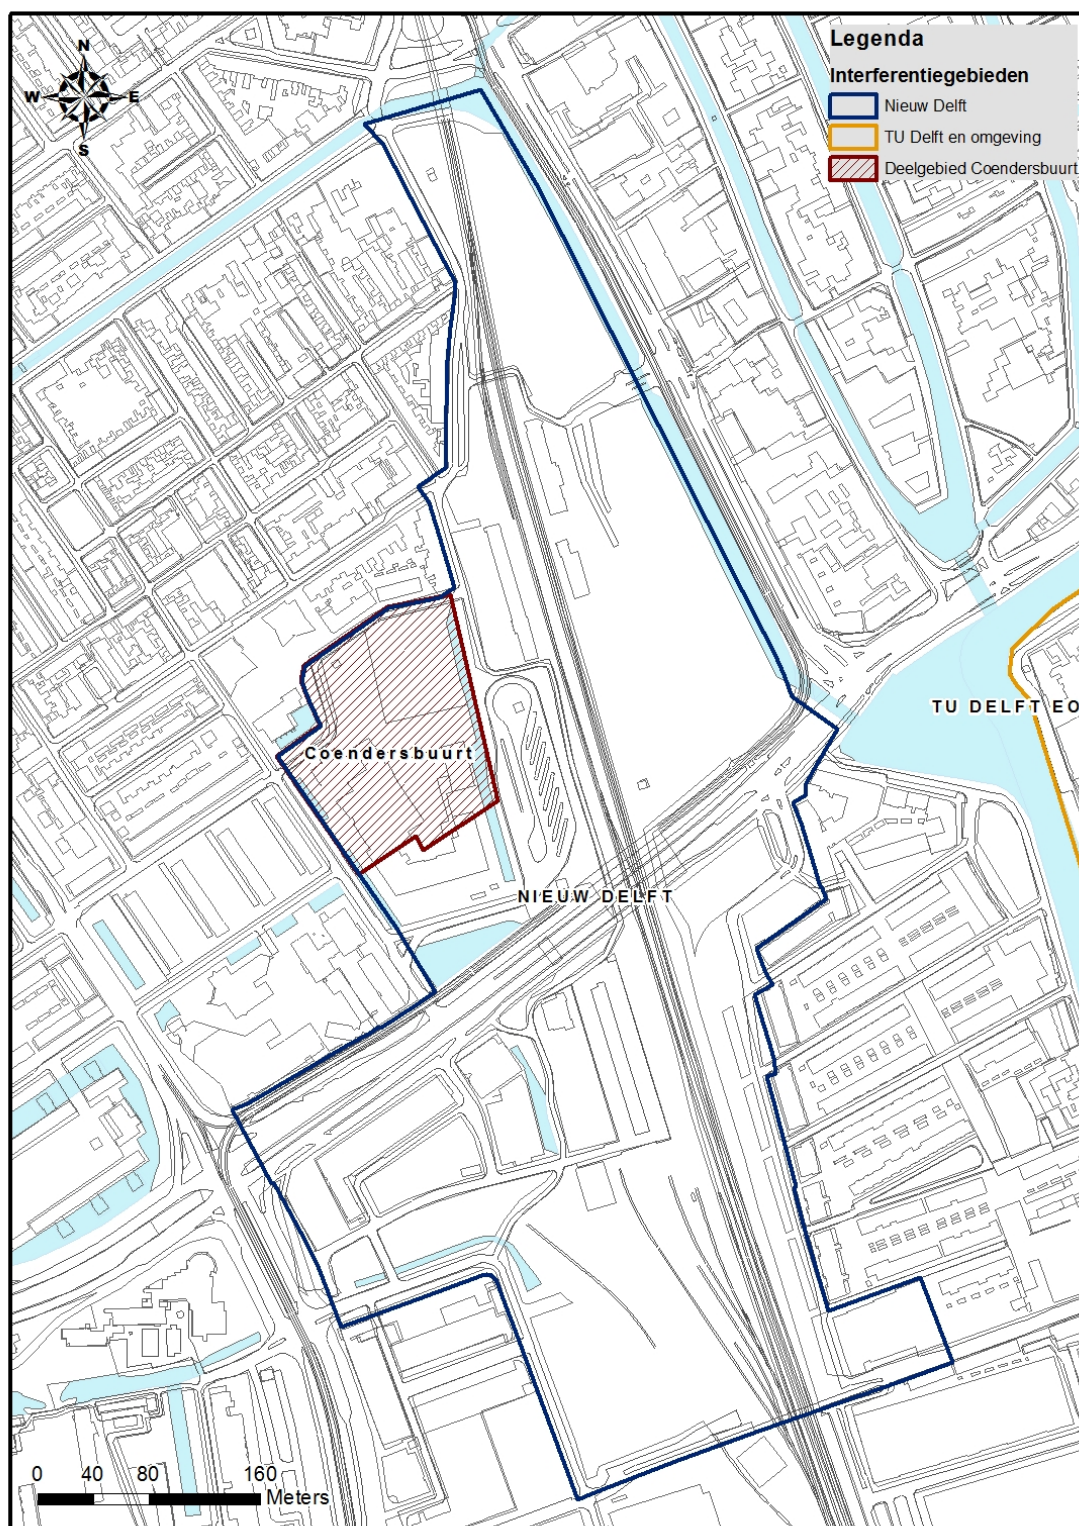 N
W E
S
Legenda
Interferentiegebieden
Nieuw Delft
TU Delft en omgeving
Deelgebied Coendersbuurt
TU DELFT EO
Coendersbuurt
NIEUW DELFT
0 40 80 160
Meters